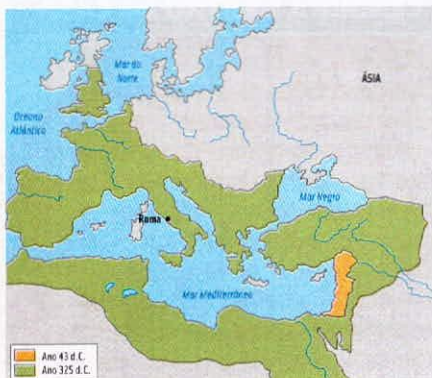 Mar do
Norte
ÁSIA
Oceano
Atlântico
Mar Negro
Roma
Mar Mediterrâneo
Ano 43 d.C.
Ano 325 d.C.